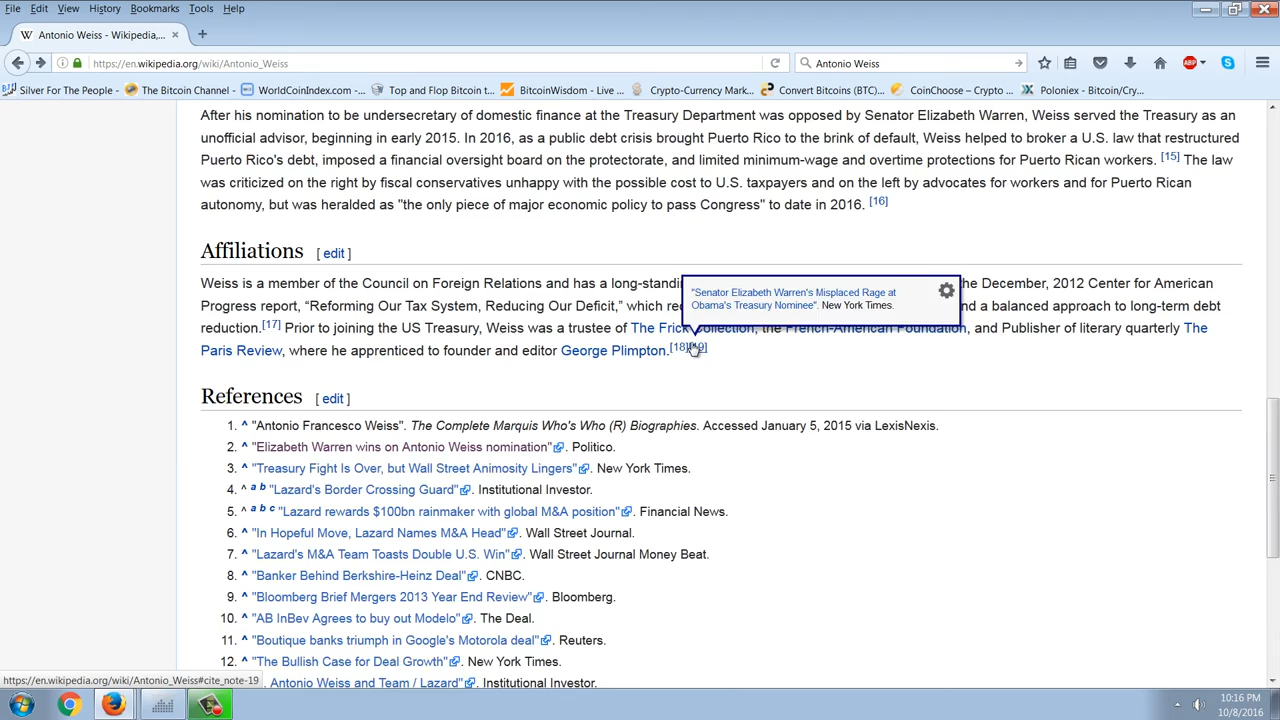 File Edit View History Bookmarks Tools Help
W Antonio Weiss - Wikipedia,... × +
https://en.wikipedia.org/wiki/Antonio_Weiss
Antonio Weiss
ABP
Silver For The People - The Bitcoin Channel - WorldCoinIndex.com -... Top and Flop Bitcoin t... BitcoinWisdom - Live ... Crypto-Currency Mark... Convert Bitcoins (BTC)... CoinChoose – Crypto ... Poloniex - Bitcoin/Cry...
After his nomination to be undersecretary of domestic finance at the Treasury Department was opposed by Senator Elizabeth Warren, Weiss served the Treasury as an
unofficial advisor, beginning in early 2015. In 2016, as a public debt crisis brought Puerto Rico to the brink of default, Weiss helped to broker a U.S. law that restructured
Puerto Rico's debt, imposed a financial oversight board on the protectorate, and limited minimum-wage and overtime protections for Puerto Rican workers. [15] The law
was criticized on the right by fiscal conservatives unhappy with the possible cost to U.S. taxpayers and on the left by advocates for workers and for Puerto Rican
autonomy, but was heralded as "the only piece of major economic policy to pass Congress" to date in 2016. [16]
Affiliations [ edit ]
Weiss is a member of the Council on Foreign Relations and has a long-standi the December, 2012 Center for American
"Senator Elizabeth Warren's Misplaced Rage at
Obama's Treasury Nominee". New York Times.
Progress report, “Reforming Our Tax System, Reducing Our Deficit,” which re and a balanced approach to long-term debt
reduction.[17] Prior to joining the US Treasury, Weiss was a trustee of The Frick Collection, the French-American Foundation, and Publisher of literary quarterly The
Paris Review, where he apprenticed to founder and editor George Plimpton.[18][19]
References [ edit ]
1. ^ "Antonio Francesco Weiss". The Complete Marquis Who's Who (R) Biographies. Accessed January 5, 2015 via LexisNexis.
2. ^ "Elizabeth Warren wins on Antonio Weiss nomination". Politico.
3. ^ "Treasury Fight Is Over, but Wall Street Animosity Lingers". New York Times.
4. ^ a b "Lazard's Border Crossing Guard". Institutional Investor.
5. ^ a b c "Lazard rewards $100bn rainmaker with global M&A position". Financial News.
6. ^ "In Hopeful Move, Lazard Names M&A Head". Wall Street Journal.
7. ^ "Lazard's M&A Team Toasts Double U.S. Win". Wall Street Journal Money Beat.
8. ^ "Banker Behind Berkshire-Heinz Deal". CNBC.
9. ^ "Bloomberg Brief Mergers 2013 Year End Review". Bloomberg.
10. ^ "AB InBev Agrees to buy out Modelo". The Deal.
11. ^ "Boutique banks triumph in Google's Motorola deal". Reuters.
12. ^ "The Bullish Case for Deal Growth". New York Times.
Antonio Weiss and Team / Lazard". Institutional Investor.
https://en.wikipedia.org/wiki/Antonio_Weiss#cite_note-19
10:16 PM
10/8/2016